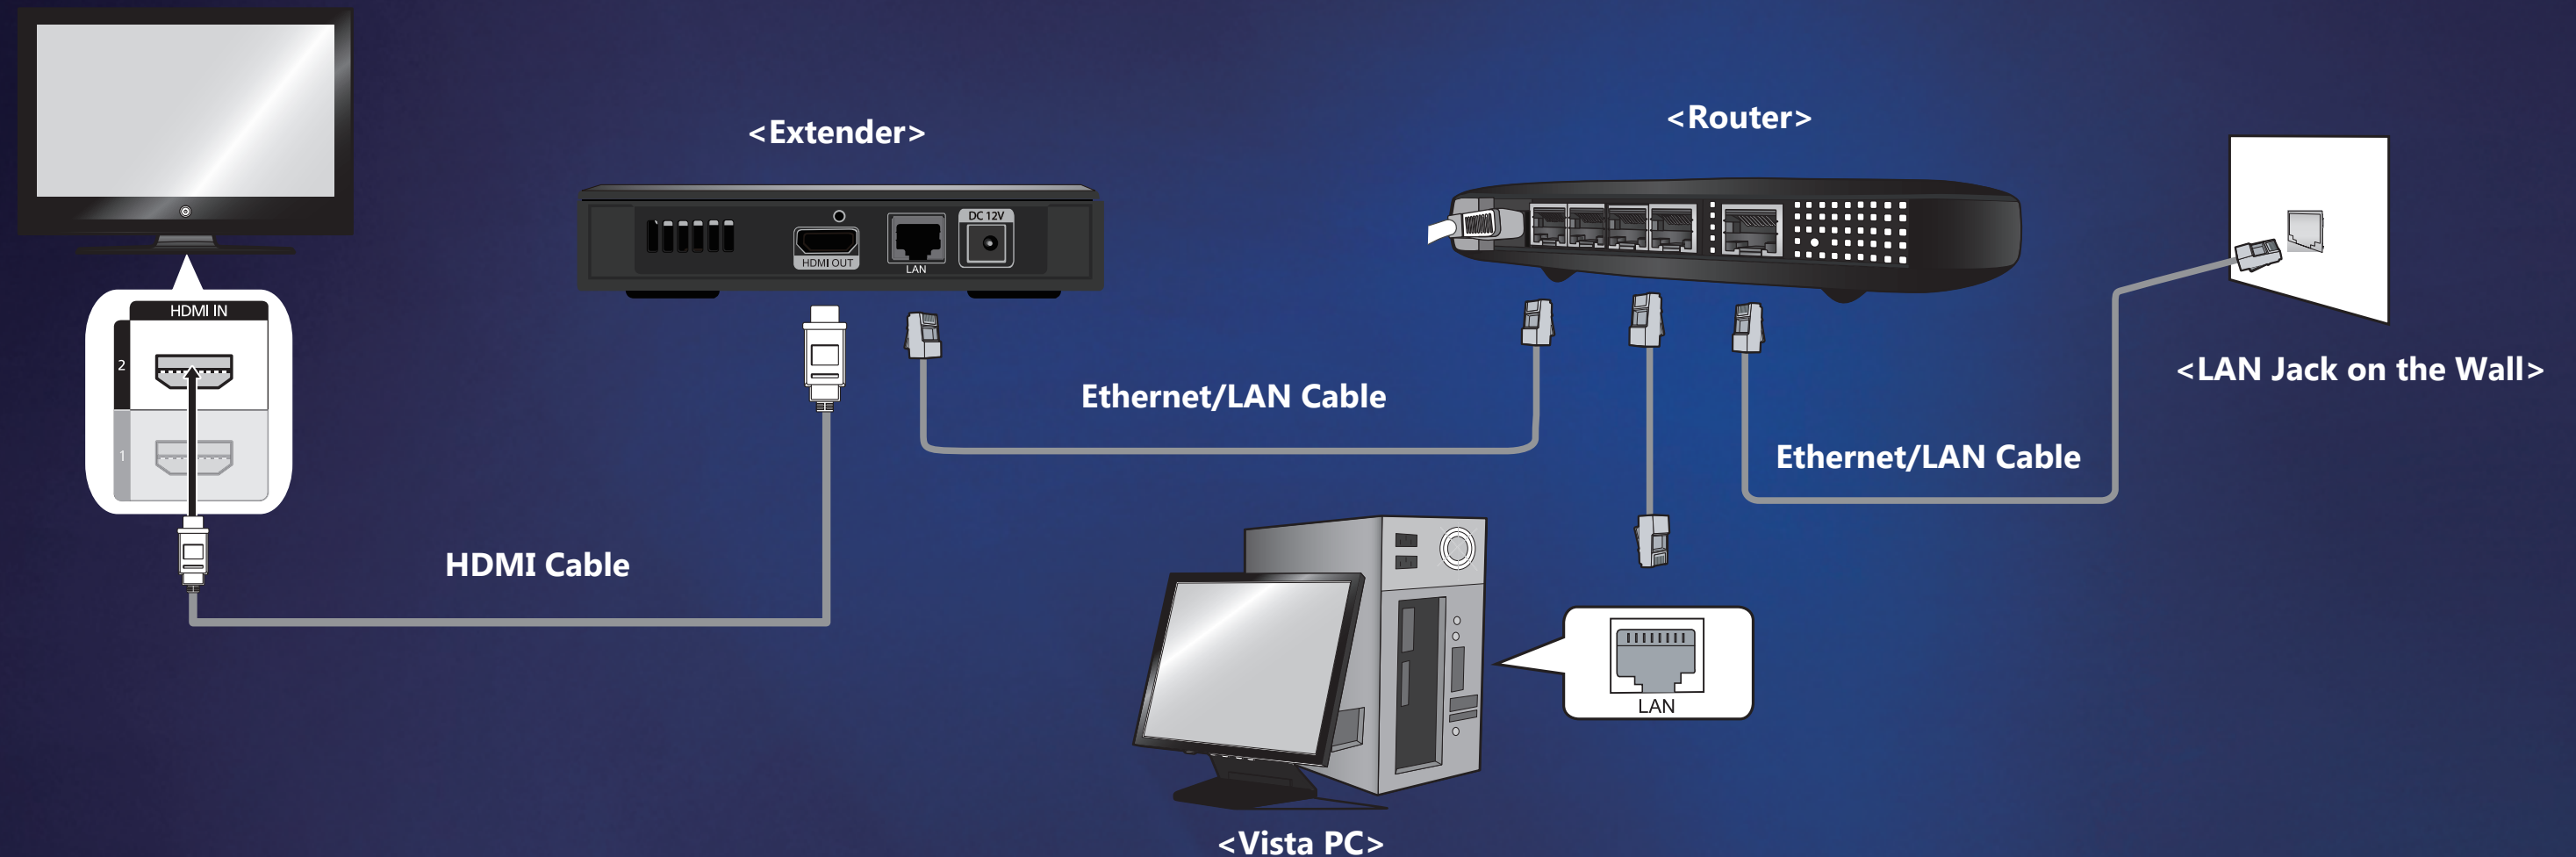 <Extender>
<Router>
DC 12V
HDMI OUT
LAN
HDMI IN
2
1
<LAN Jack on the Wall>
Ethernet/LAN Cable
Ethernet/LAN Cable
HDMI Cable
LAN
<Vista PC>